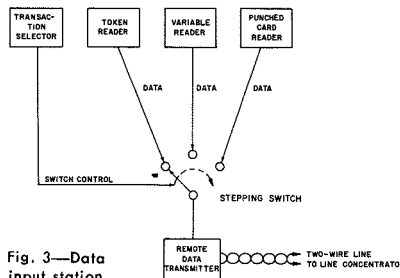 TRANSAC-
TION
SELECTOR
TOKEN
READER
VARIABLE
READER
PUNCHED
CARD
READER
DATA
DATA
DATA
SWITCH CONTROL
STEPPING SWITCH
REMOTE
DATA
TRANSMITTER
TWO-WIRE LINE
TO LINE CONCENTRATO
Fig. 3—Data
input station